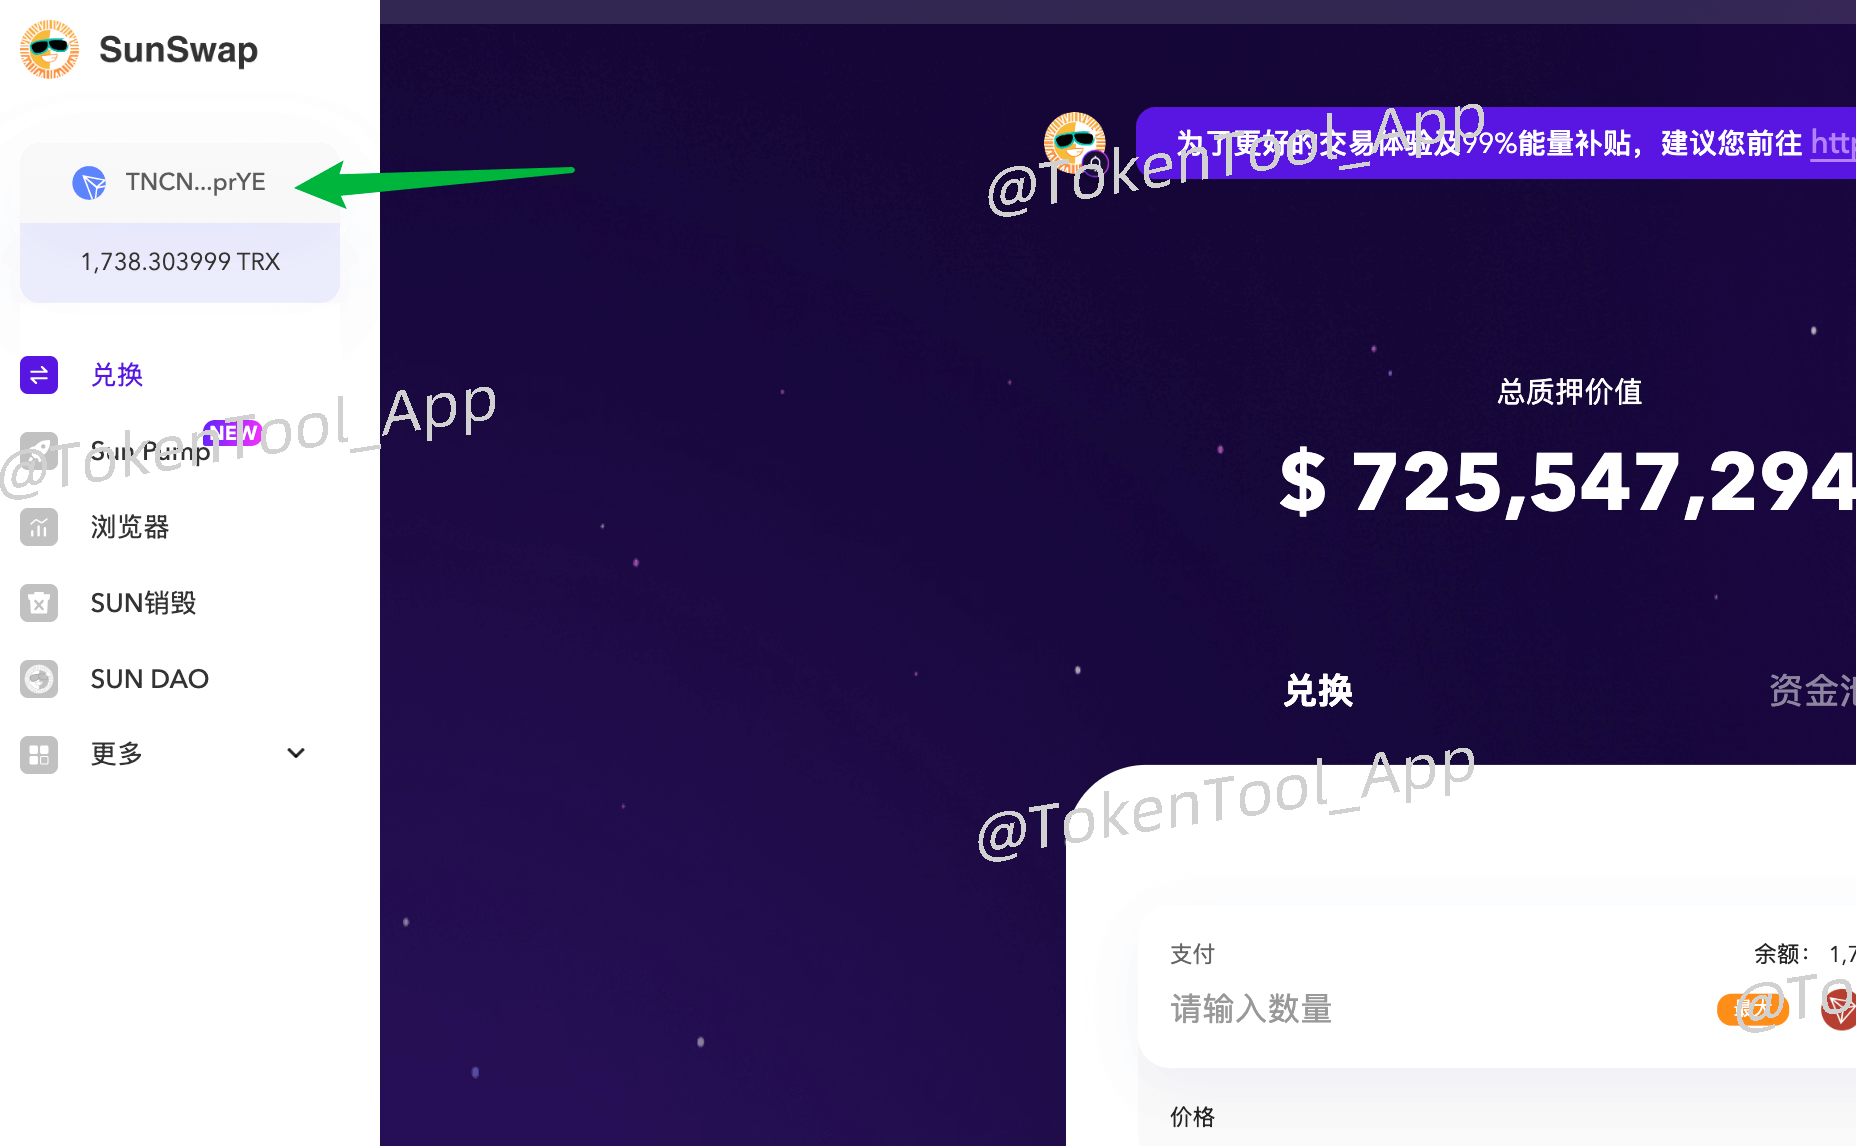 SunSwap
TNCN...prYE
1,738.303999 TRX
兑换
Sun Pump
NEW
浏览器
SUN销毁
SUN DAO
更多
为了更好的交易体验及99%能量补贴，建议您前往 http
总质押价值
$ 725,547,294
兑换
资金池
支付
余额： 1,7
请输入数量
最大
价格
@TokenTool_App
@TokenTool_App
@TokenTool_App
@To